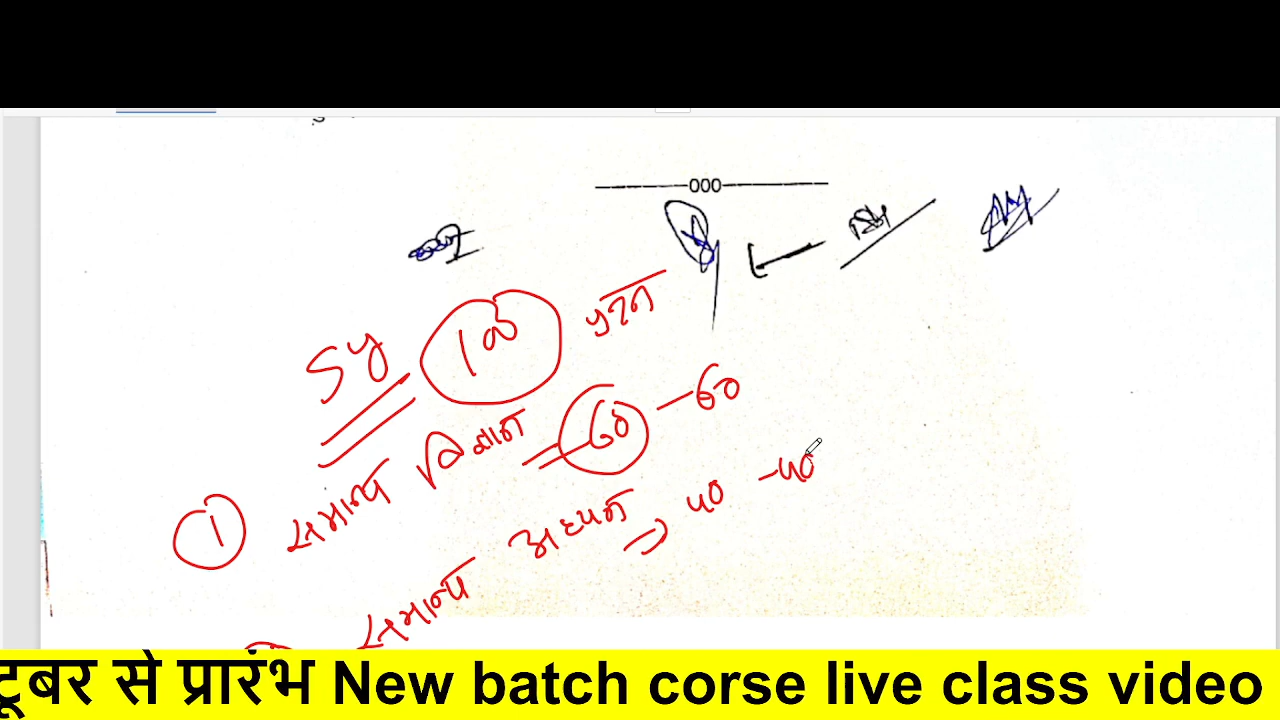 000
Sy 100 प्रश्न
① सामान्य विज्ञान = 60 - 60
सामान्य अध्ययन => 40 - 40
टूबर से प्रारंभ New batch corse live class video